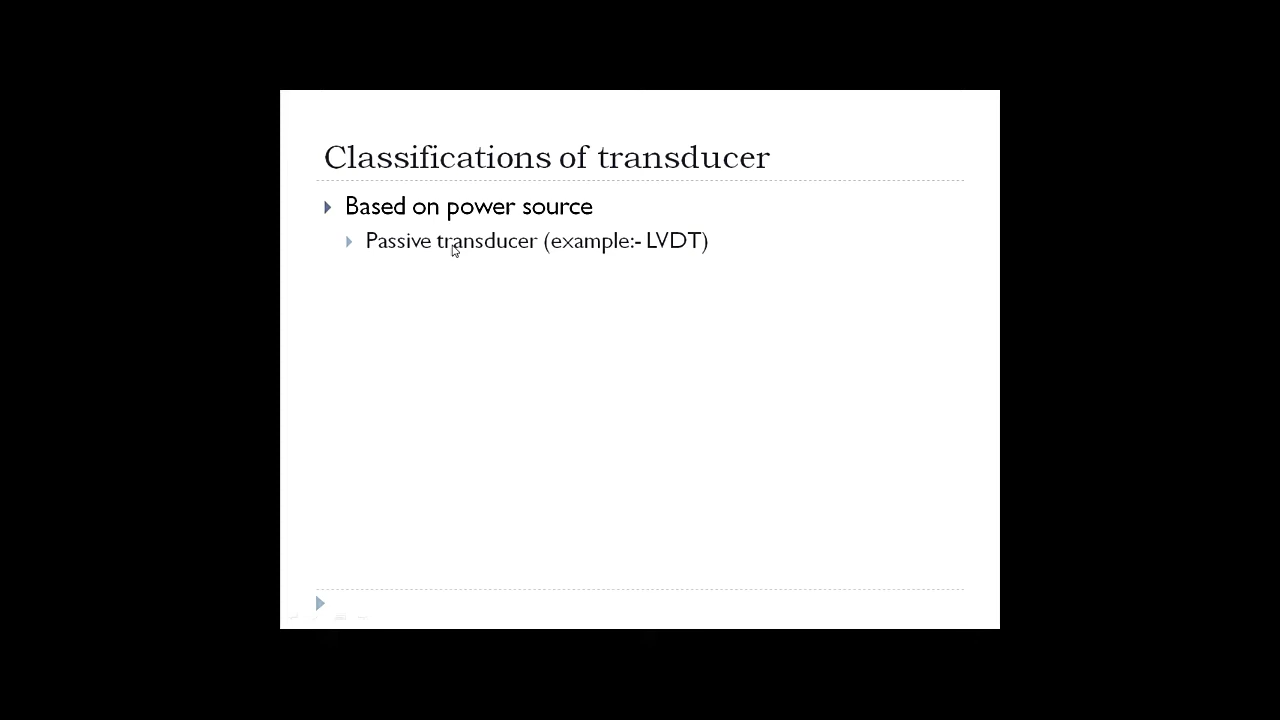 Classifications of transducer
Based on power source
Passive transducer (example:- LVDT)